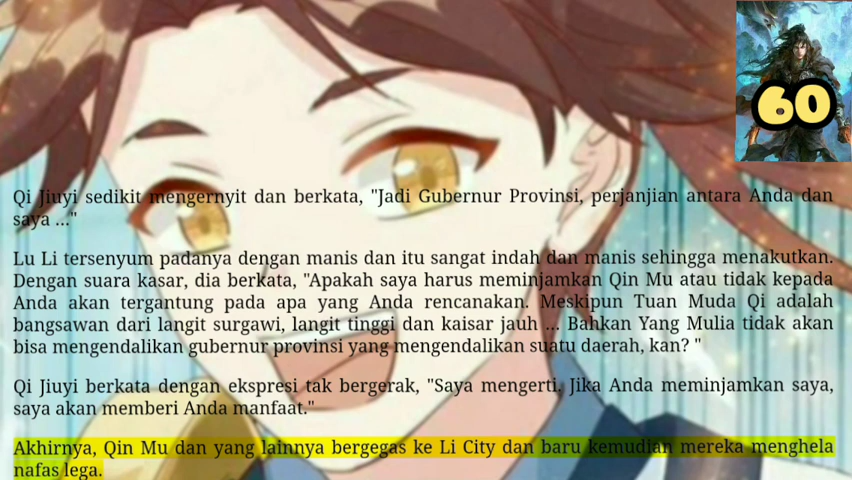 60
Qi Jiuyi sedikit mengernyit dan berkata, "Jadi Gubernur Provinsi, perjanjian antara Anda dan
saya ..."
Lu Li tersenyum padanya dengan manis dan itu sangat indah dan manis sehingga menakutkan.
Dengan suara kasar, dia berkata, "Apakah saya harus meminjamkan Qin Mu atau tidak kepada
Anda akan tergantung pada apa yang Anda rencanakan. Meskipun Tuan Muda Qi adalah
bangsawan dari langit surgawi, langit tinggi dan kaisar jauh ... Bahkan Yang Mulia tidak akan
bisa mengendalikan gubernur provinsi yang mengendalikan suatu daerah, kan? "
Qi Jiuyi berkata dengan ekspresi tak bergerak, "Saya mengerti. Jika Anda meminjamkan saya,
saya akan memberi Anda manfaat."
Akhirnya, Qin Mu dan yang lainnya bergegas ke Li City dan baru kemudian mereka menghela
nafas lega.